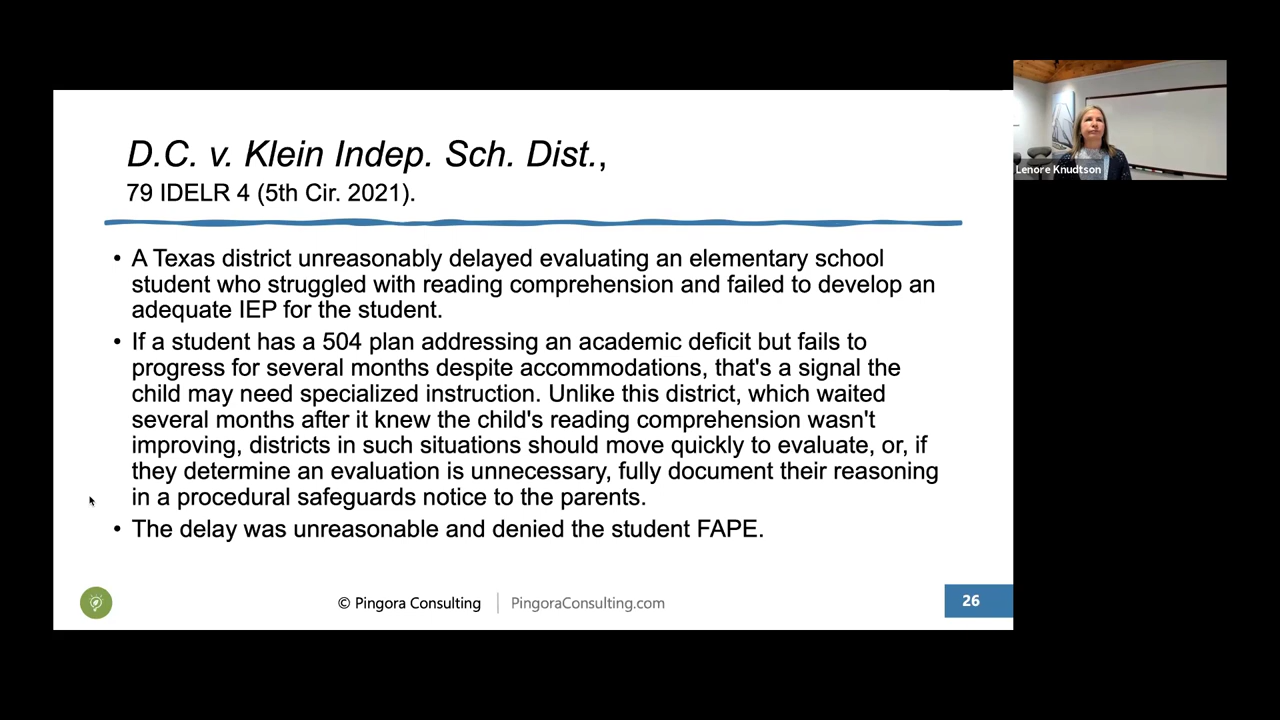 D.C. v. Klein Indep. Sch. Dist.,
79 IDELR 4 (5th Cir. 2021).
• A Texas district unreasonably delayed evaluating an elementary school
student who struggled with reading comprehension and failed to develop an
adequate IEP for the student.
• If a student has a 504 plan addressing an academic deficit but fails to
progress for several months despite accommodations, that's a signal the
child may need specialized instruction. Unlike this district, which waited
several months after it knew the child's reading comprehension wasn't
improving, districts in such situations should move quickly to evaluate, or, if
they determine an evaluation is unnecessary, fully document their reasoning
in a procedural safeguards notice to the parents.
• The delay was unreasonable and denied the student FAPE.
© Pingora Consulting | PingoraConsulting.com
26
Lenore Knudtson